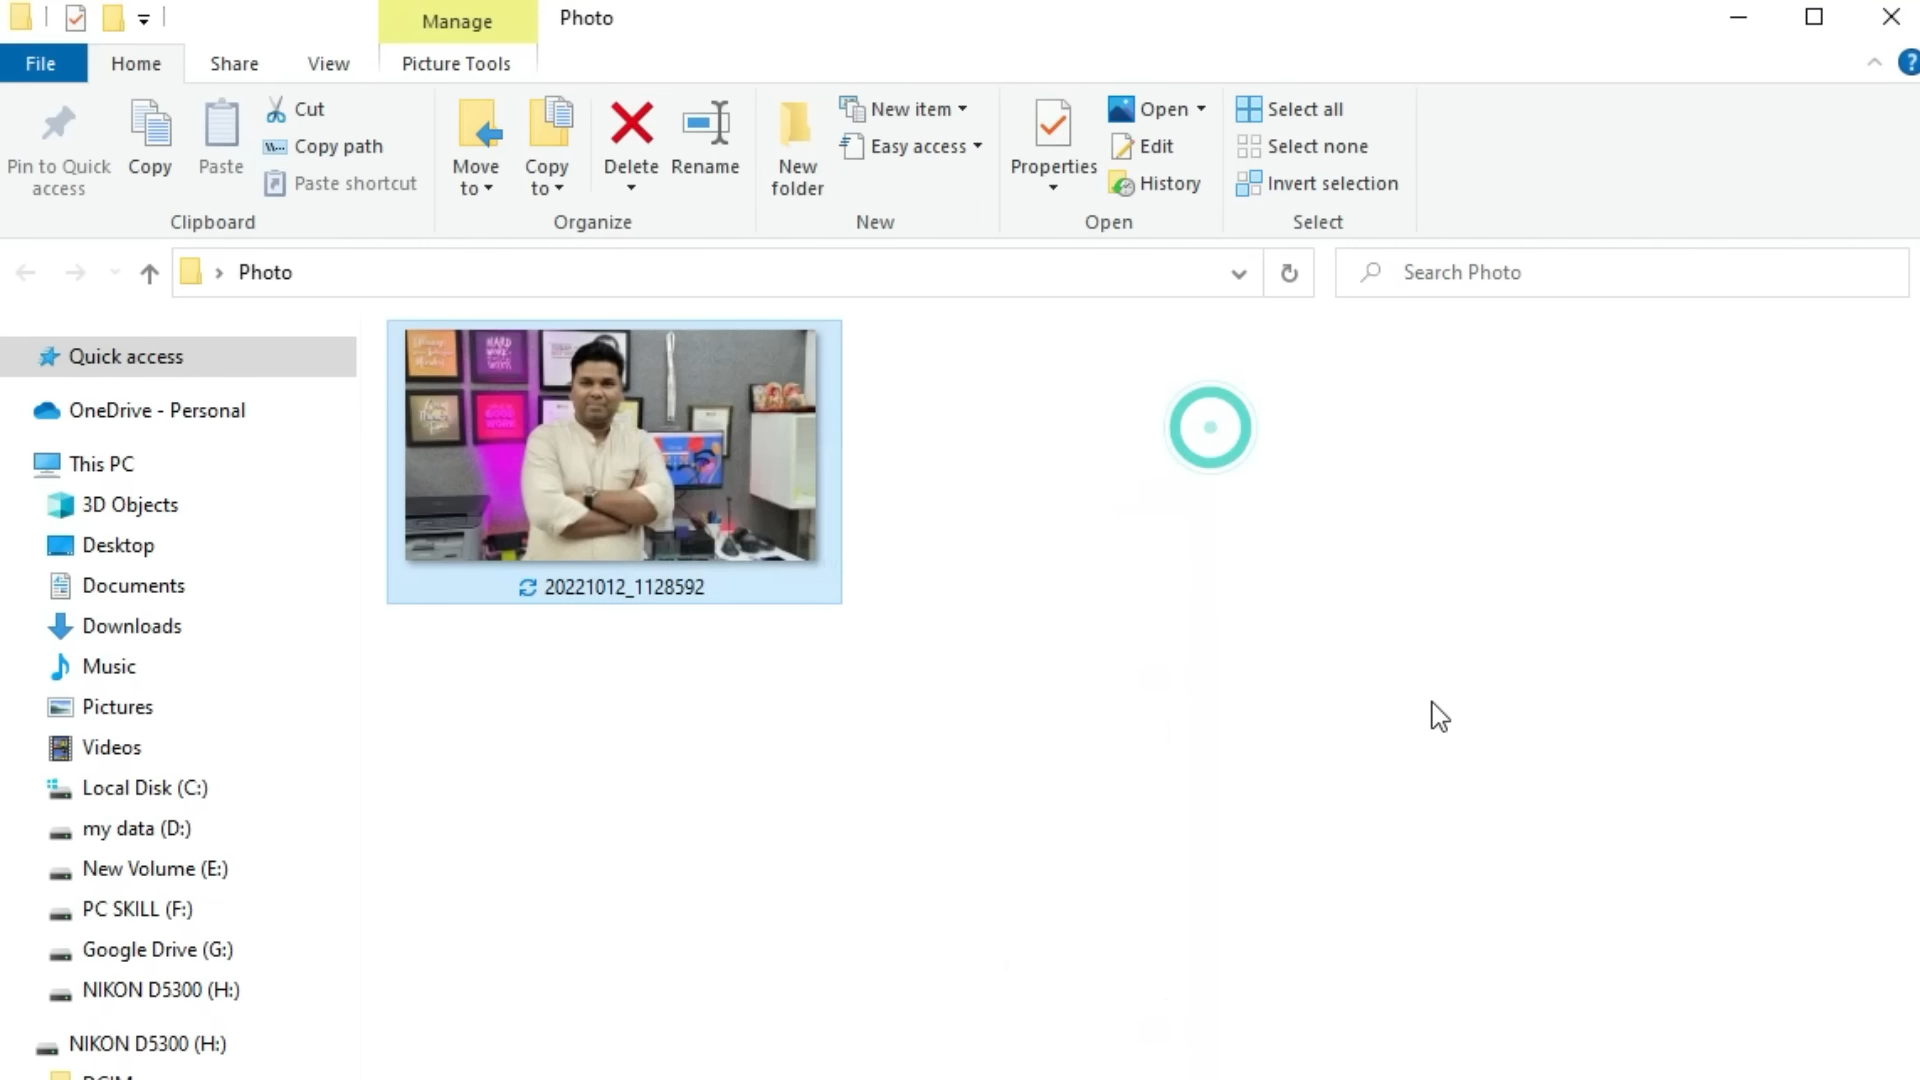 Manage
Photo
File
Home
Share
View
Picture Tools
?
Pin to Quick access
Copy
Paste
Cut
Copy path
Paste shortcut
Move to
Copy to
Delete
Rename
New folder
New item
Easy access
Properties
Open
Edit
History
Select all
Select none
Invert selection
Clipboard
Organize
New
Open
Select
Photo
Search Photo
Quick access
OneDrive - Personal
This PC
3D Objects
Desktop
Documents
Downloads
Music
Pictures
Videos
Local Disk (C:)
my data (D:)
New Volume (E:)
PC SKILL (F:)
Google Drive (G:)
NIKON D5300 (H:)
NIKON D5300 (H:)
HARD
WORK
GOOD
20221012_1128592